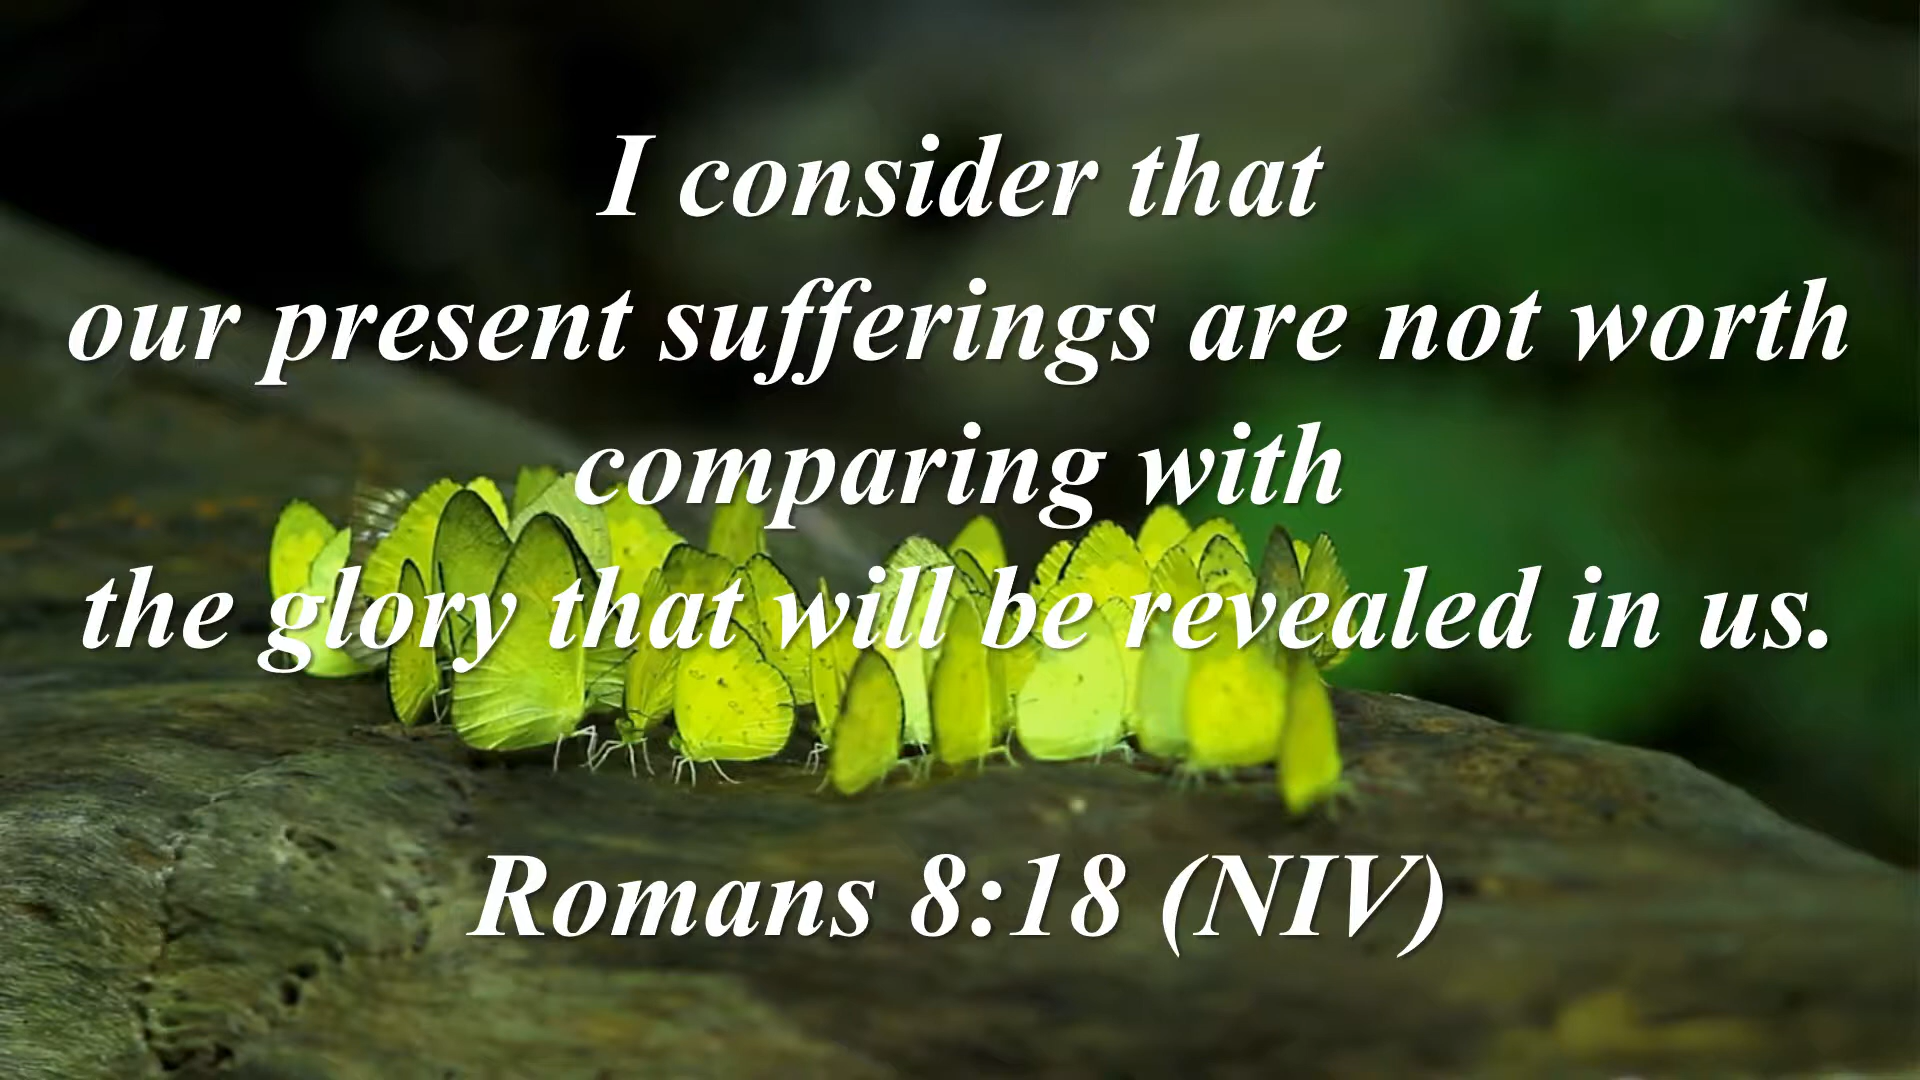 I consider that
our present sufferings are not worth
comparing with
the glory that will be revealed in us.
Romans 8:18 (NIV)